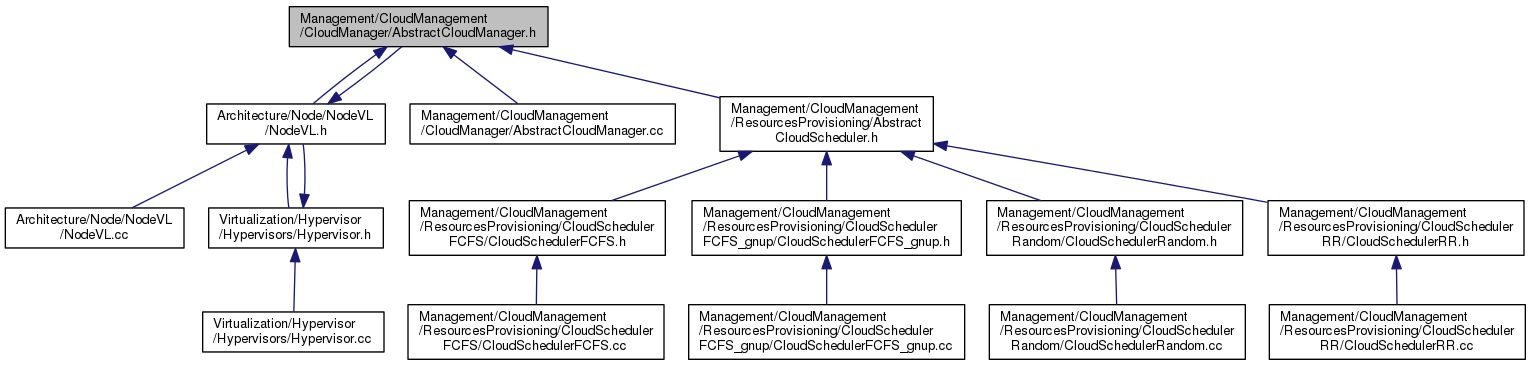 Management/CloudManagement
/CloudManager/AbstractCloudManager.h
Architecture/Node/NodeVL
/NodeVL.h
Management/CloudManagement
/CloudManager/AbstractCloudManager.cc
Management/CloudManagement
/ResourcesProvisioning/Abstract
CloudScheduler.h
Architecture/Node/NodeVL
/NodeVL.cc
Virtualization/Hypervisor
/Hypervisors/Hypervisor.h
Management/CloudManagement
/ResourcesProvisioning/CloudScheduler
FCFS/CloudSchedulerFCFS.h
Management/CloudManagement
/ResourcesProvisioning/CloudScheduler
FCFS_gnup/CloudSchedulerFCFS_gnup.h
Management/CloudManagement
/ResourcesProvisioning/CloudScheduler
Random/CloudSchedulerRandom.h
Management/CloudManagement
/ResourcesProvisioning/CloudScheduler
RR/CloudSchedulerRR.h
Virtualization/Hypervisor
/Hypervisors/Hypervisor.cc
Management/CloudManagement
/ResourcesProvisioning/CloudScheduler
FCFS/CloudSchedulerFCFS.cc
Management/CloudManagement
/ResourcesProvisioning/CloudScheduler
FCFS_gnup/CloudSchedulerFCFS_gnup.cc
Management/CloudManagement
/ResourcesProvisioning/CloudScheduler
Random/CloudSchedulerRandom.cc
Management/CloudManagement
/ResourcesProvisioning/CloudScheduler
RR/CloudSchedulerRR.cc